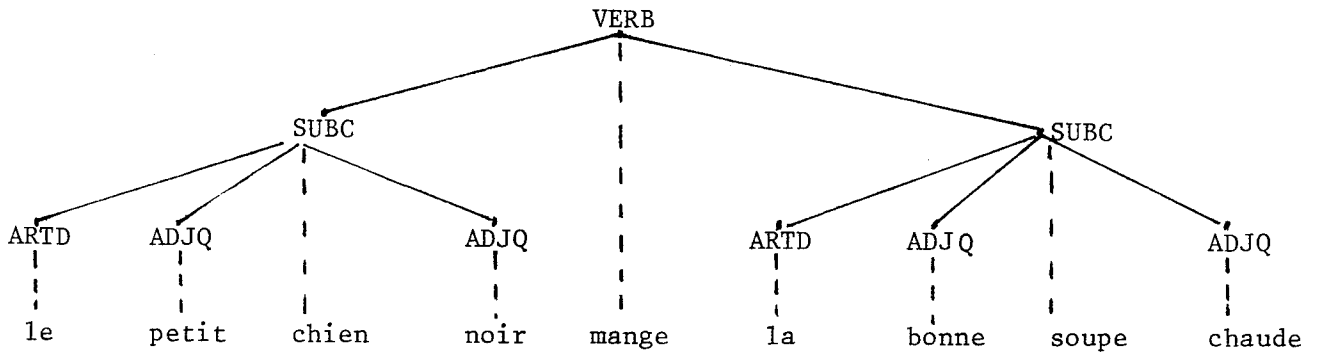 VERB
SUBC SUBC
ARTD ADJQ ADJQ ARTD ADJQ ADJQ
le petit chien noir mange la bonne soupe chaude